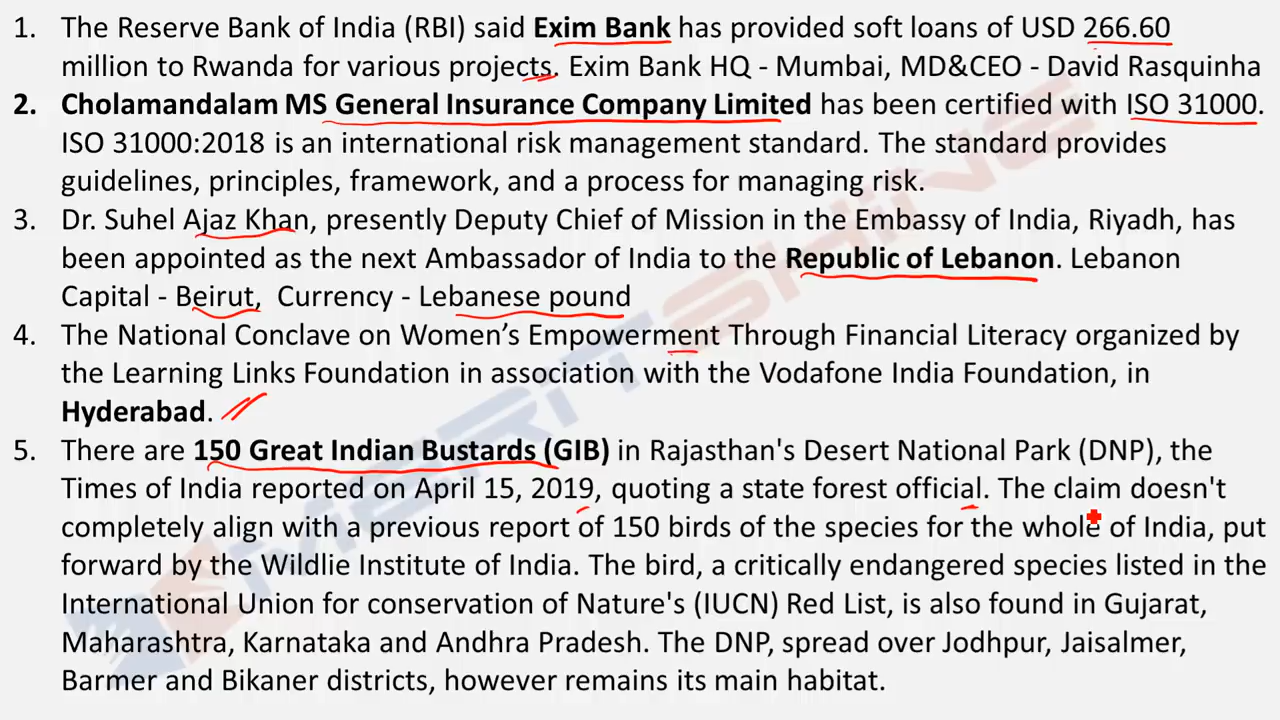 1. The Reserve Bank of India (RBI) said Exim Bank has provided soft loans of USD 266.60
million to Rwanda for various projects. Exim Bank HQ - Mumbai, MD&CEO - David Rasquinha
2. Cholamandalam MS General Insurance Company Limited has been certified with ISO 31000.
ISO 31000:2018 is an international risk management standard. The standard provides
guidelines, principles, framework, and a process for managing risk.
3. Dr. Suhel Ajaz Khan, presently Deputy Chief of Mission in the Embassy of India, Riyadh, has
been appointed as the next Ambassador of India to the Republic of Lebanon. Lebanon
Capital - Beirut, Currency - Lebanese pound
4. The National Conclave on Women’s Empowerment Through Financial Literacy organized by
the Learning Links Foundation in association with the Vodafone India Foundation, in
Hyderabad.
5. There are 150 Great Indian Bustards (GIB) in Rajasthan's Desert National Park (DNP), the
Times of India reported on April 15, 2019, quoting a state forest official. The claim doesn't
completely align with a previous report of 150 birds of the species for the whole of India, put
forward by the Wildlie Institute of India. The bird, a critically endangered species listed in the
International Union for conservation of Nature's (IUCN) Red List, is also found in Gujarat,
Maharashtra, Karnataka and Andhra Pradesh. The DNP, spread over Jodhpur, Jaisalmer,
Barmer and Bikaner districts, however remains its main habitat.
MERITSHINE